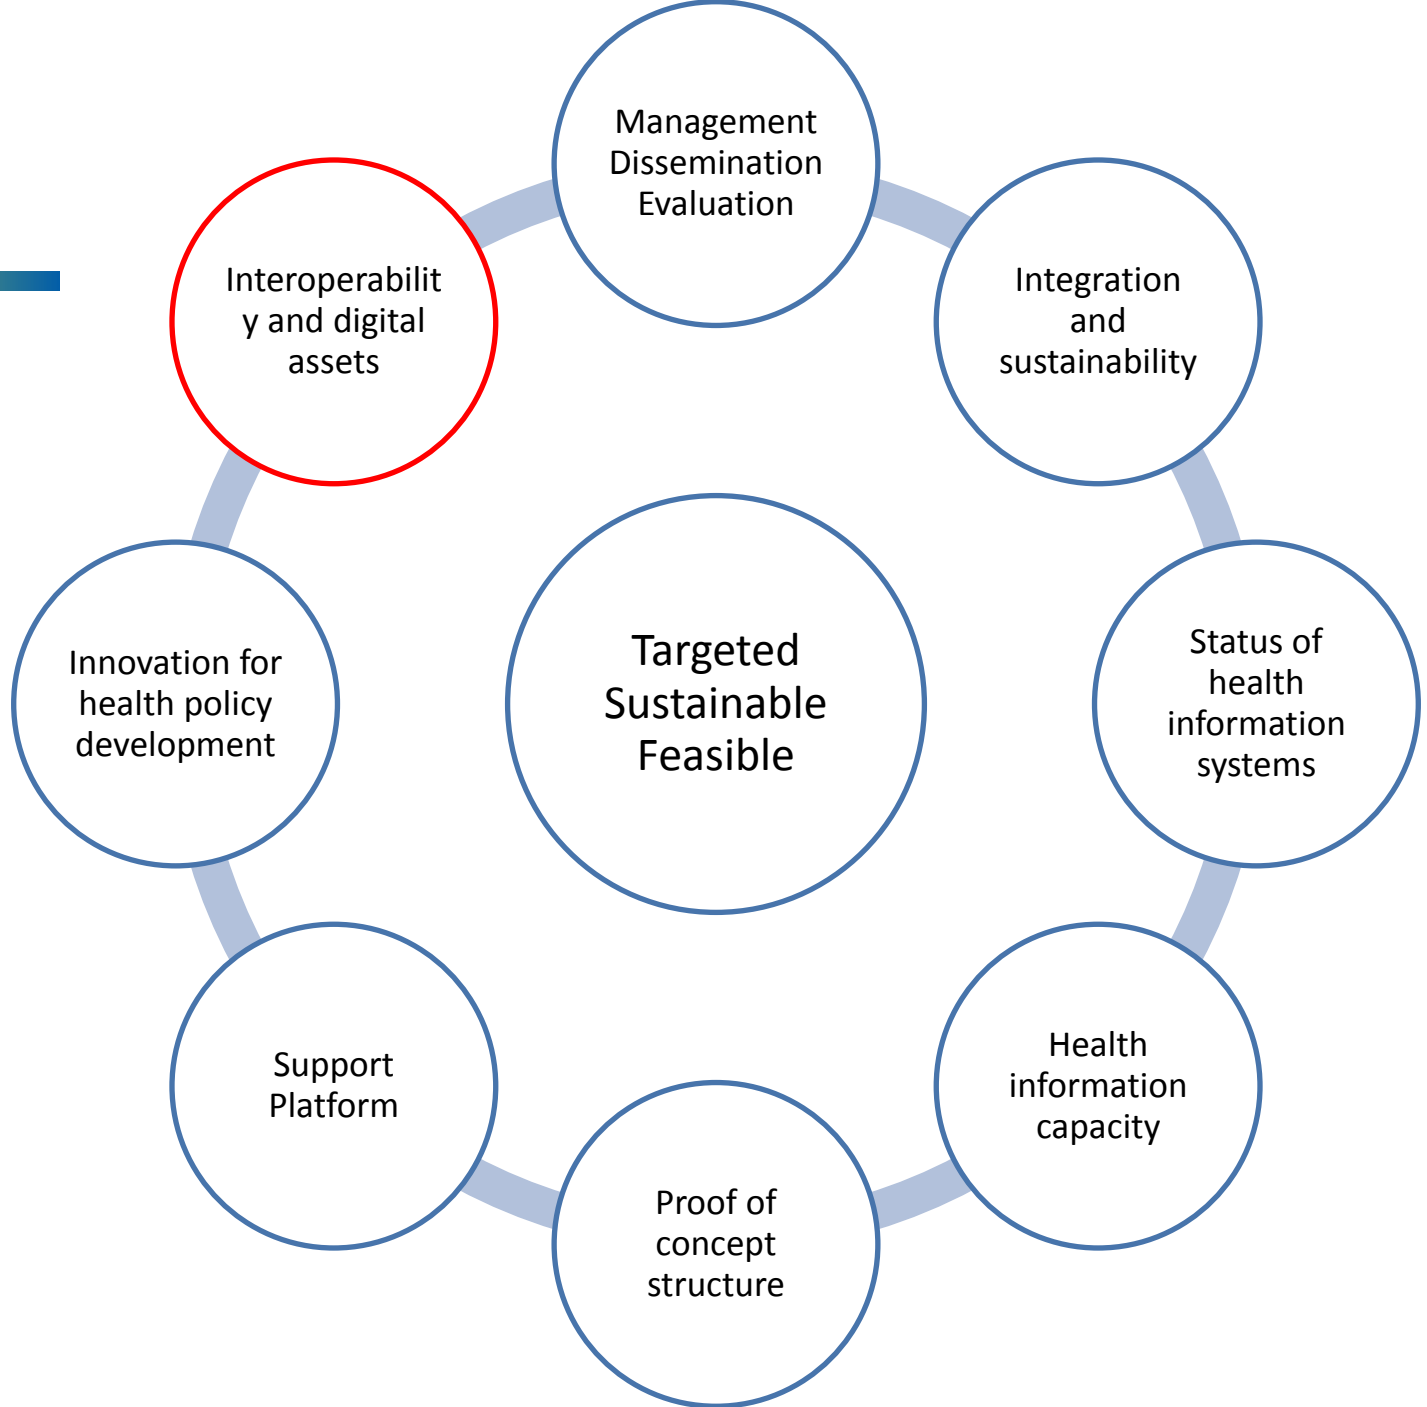 Management
Dissemination
Evaluation
Integration
and
sustainability
Status of
health
information
systems
Health
information
capacity
Proof of
concept
structure
Support
Platform
Innovation for
health policy
development
Interoperabilit
y and digital
assets
Targeted
Sustainable
Feasible